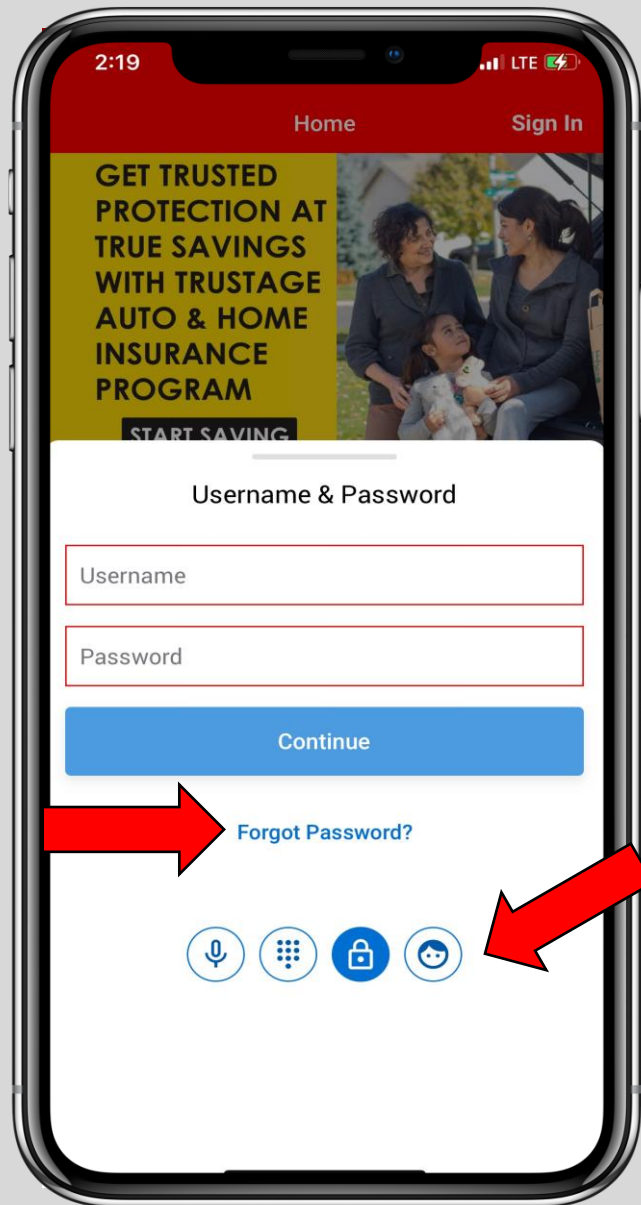 2:19 LTE
Home Sign In
GET TRUSTED
PROTECTION AT
TRUE SAVINGS
WITH TRUSTAGE
AUTO & HOME
INSURANCE
PROGRAM
START SAVING
Username & Password
Username
Password
Continue
Forgot Password?